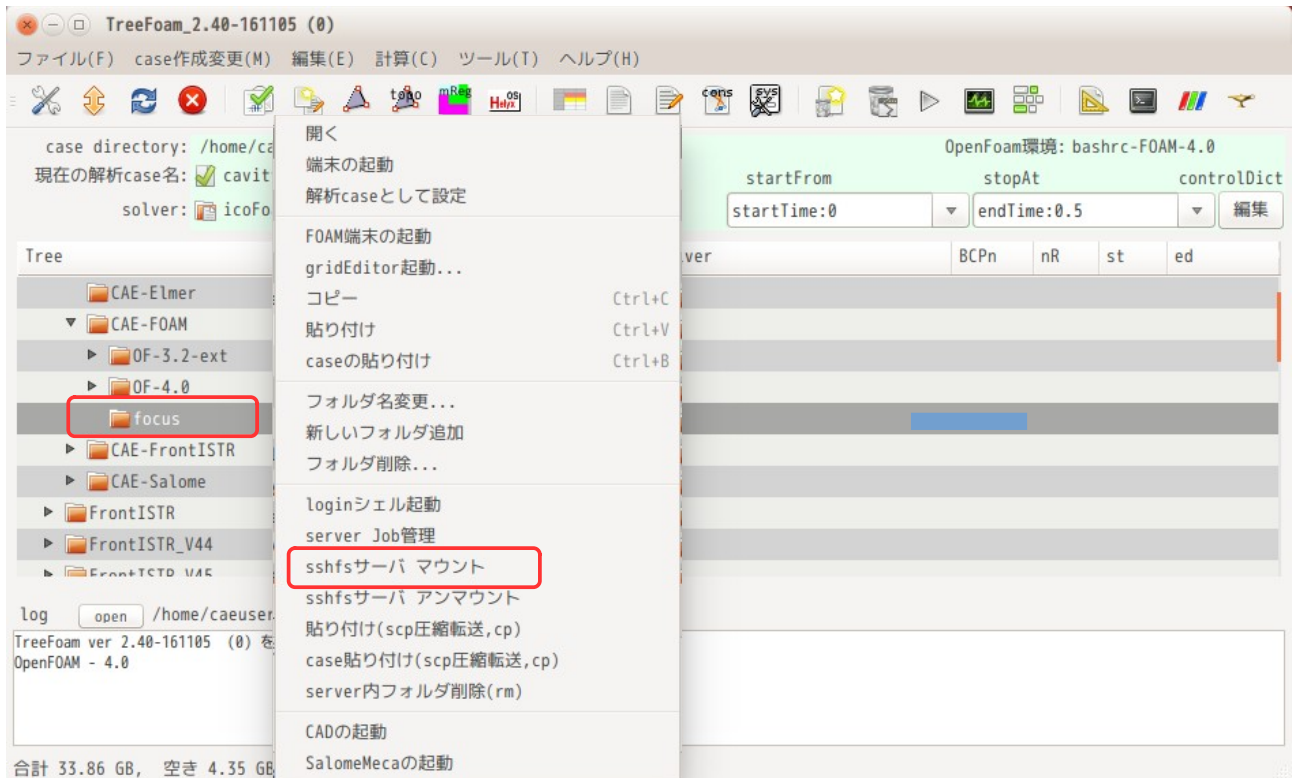 TreeFoam_2.40-161105 (0)
ファイル(F) case作成変更(M) 編集(E) 計算(C) ツール(T) ヘルプ(H)
topo mReg Helyx OS cons sys
case directory: /home/ca
OpenFoam環境: bashrc-FOAM-4.0
現在の解析case名: cavit
startFrom stopAt controlDict
solver: icoFo
startTime:0 endTime:0.5 編集
Tree ver BCPn nR st ed
CAE-Elmer
CAE-FOAM
OF-3.2-ext
OF-4.0
focus
CAE-FrontISTR
CAE-Salome
FrontISTR
FrontISTR_V44
FrontISTR_V45
log open /home/caeuser
TreeFoam ver 2.40-161105 (0) を
OpenFOAM - 4.0
合計 33.86 GB, 空き 4.35 GB
開く
端末の起動
解析caseとして設定
FOAM端末の起動
gridEditor起動...
コピー Ctrl+C
貼り付け Ctrl+V
caseの貼り付け Ctrl+B
フォルダ名変更...
新しいフォルダ追加
フォルダ削除...
loginシェル起動
server Job管理
sshfsサーバ マウント
sshfsサーバ アンマウント
貼り付け(scp圧縮転送,cp)
case貼り付け(scp圧縮転送,cp)
server内フォルダ削除(rm)
CADの起動
SalomeMecaの起動